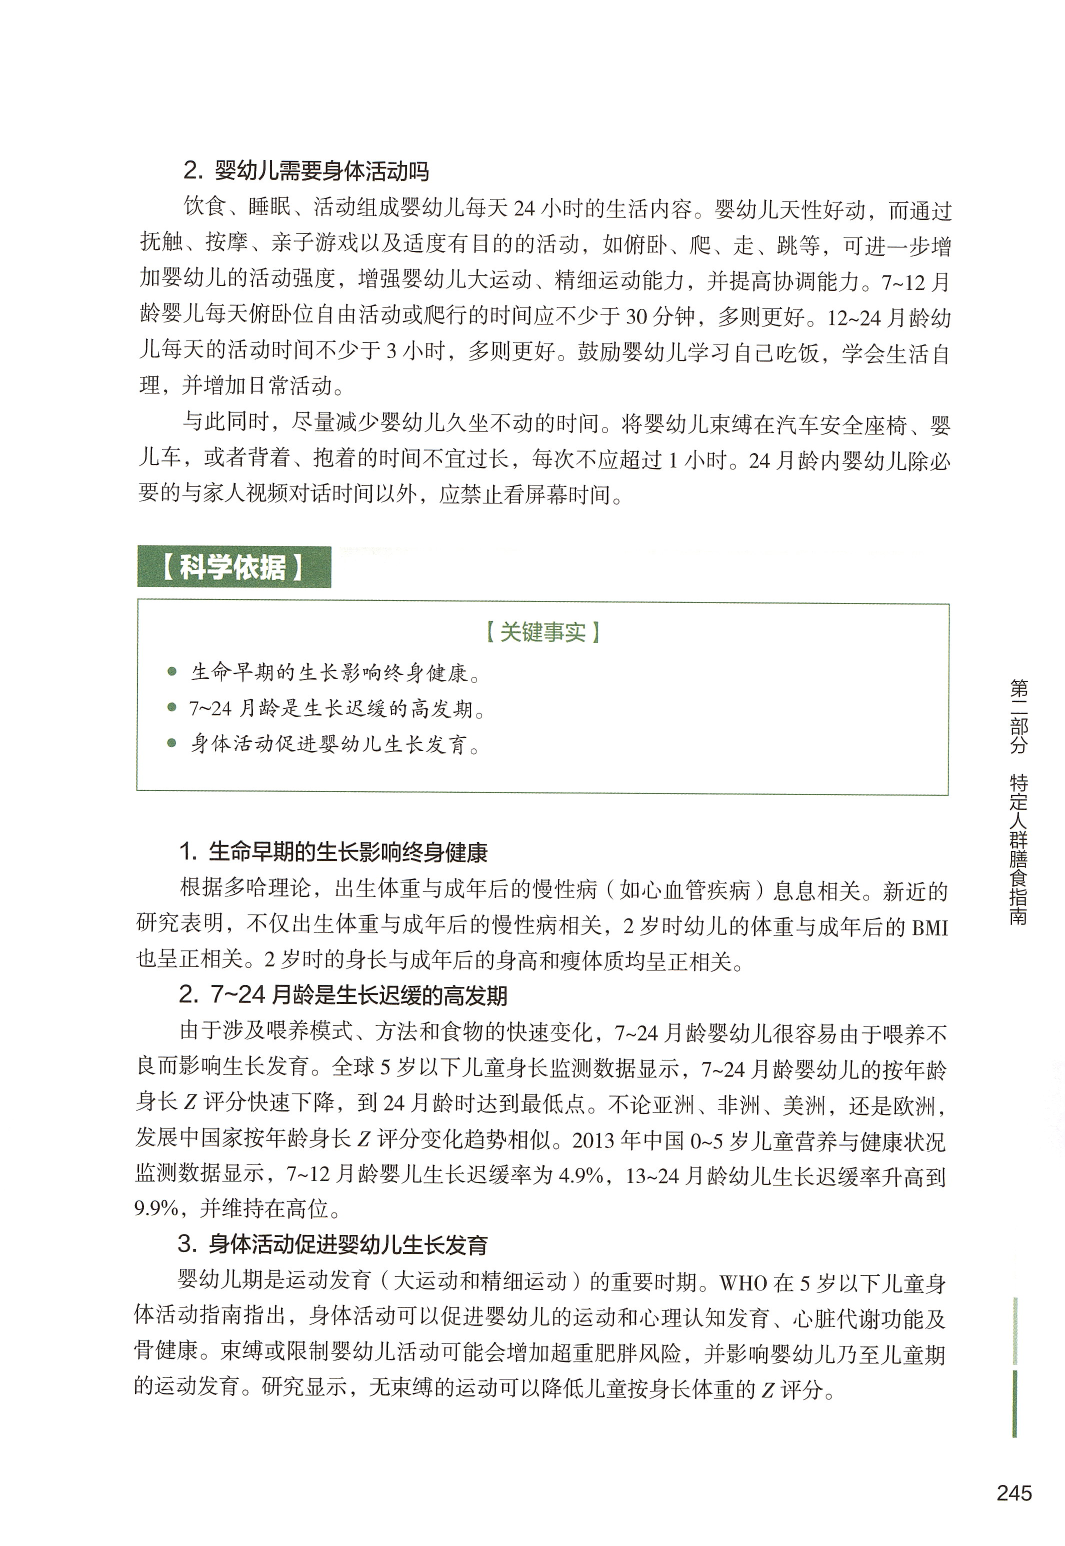 2. 婴幼儿需要身体活动吗
饮食、睡眠、活动组成婴幼儿每天 24 小时的生活内容。婴幼儿天性好动，而通过
抚触、按摩、亲子游戏以及适度有目的的活动，如俯卧、爬、走、跳等，可进一步增
加婴幼儿的活动强度，增强婴幼儿大运动、精细运动能力，并提高协调能力。7~12 月
龄婴儿每天俯卧位自由活动或爬行的时间应不少于 30 分钟，多则更好。12~24 月龄幼
儿每天的活动时间不少于 3 小时，多则更好。鼓励婴幼儿学习自己吃饭，学会生活自
理，并增加日常活动。
与此同时，尽量减少婴幼儿久坐不动的时间。将婴幼儿束缚在汽车安全座椅、婴
儿车，或者背着、抱着的时间不宜过长，每次不应超过 1 小时。24 月龄内婴幼儿除必
要的与家人视频对话时间以外，应禁止看屏幕时间。
【科学依据】
【关键事实】
● 生命早期的生长影响终身健康。
● 7~24 月龄是生长迟缓的高发期。
● 身体活动促进婴幼儿生长发育。
1. 生命早期的生长影响终身健康
根据多哈理论，出生体重与成年后的慢性病（如心血管疾病）息息相关。新近的
研究表明，不仅出生体重与成年后的慢性病相关，2 岁时幼儿的体重与成年后的 BMI
也呈正相关。2 岁时的身长与成年后的身高和瘦体质均呈正相关。
2. 7~24 月龄是生长迟缓的高发期
由于涉及喂养模式、方法和食物的快速变化，7~24 月龄婴幼儿很容易由于喂养不
良而影响生长发育。全球 5 岁以下儿童身长监测数据显示，7~24 月龄婴幼儿的按年龄
身长 Z 评分快速下降，到 24 月龄时达到最低点。不论亚洲、非洲、美洲，还是欧洲，
发展中国家按年龄身长 Z 评分变化趋势相似。2013 年中国 0~5 岁儿童营养与健康状况
监测数据显示，7~12 月龄婴儿生长迟缓率为 4.9%，13~24 月龄幼儿生长迟缓率升高到
9.9%，并维持在高位。
3. 身体活动促进婴幼儿生长发育
婴幼儿期是运动发育（大运动和精细运动）的重要时期。WHO 在 5 岁以下儿童身
体活动指南指出，身体活动可以促进婴幼儿的运动和心理认知发育、心脏代谢功能及
骨健康。束缚或限制婴幼儿活动可能会增加超重肥胖风险，并影响婴幼儿乃至儿童期
的运动发育。研究显示，无束缚的运动可以降低儿童按身长体重的 Z 评分。
第二部分 特定人群膳食指南
245